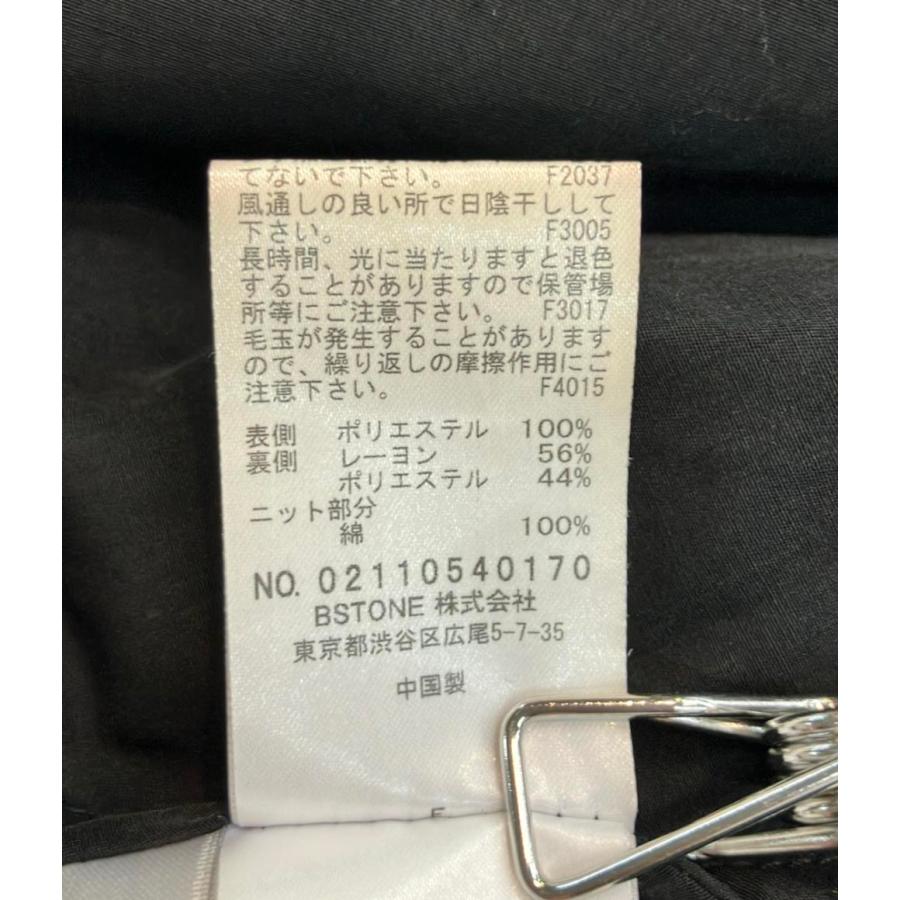 てないで下さい。 F2037
風通しの良い所で日陰干しして
下さい。 F3005
長時間、光に当たりますと退色
することがありますので保管場
所等にご注意下さい。 F3017
毛玉が発生することがあります
ので、繰り返しの摩擦作用にご
注意下さい。 F4015
表側 ポリエステル 100%
裏側 レーヨン 56%
ポリエステル 44%
ニット部分
綿 100%
NO. 02110540170
BSTONE 株式会社
東京都渋谷区広尾5-7-35
中国製